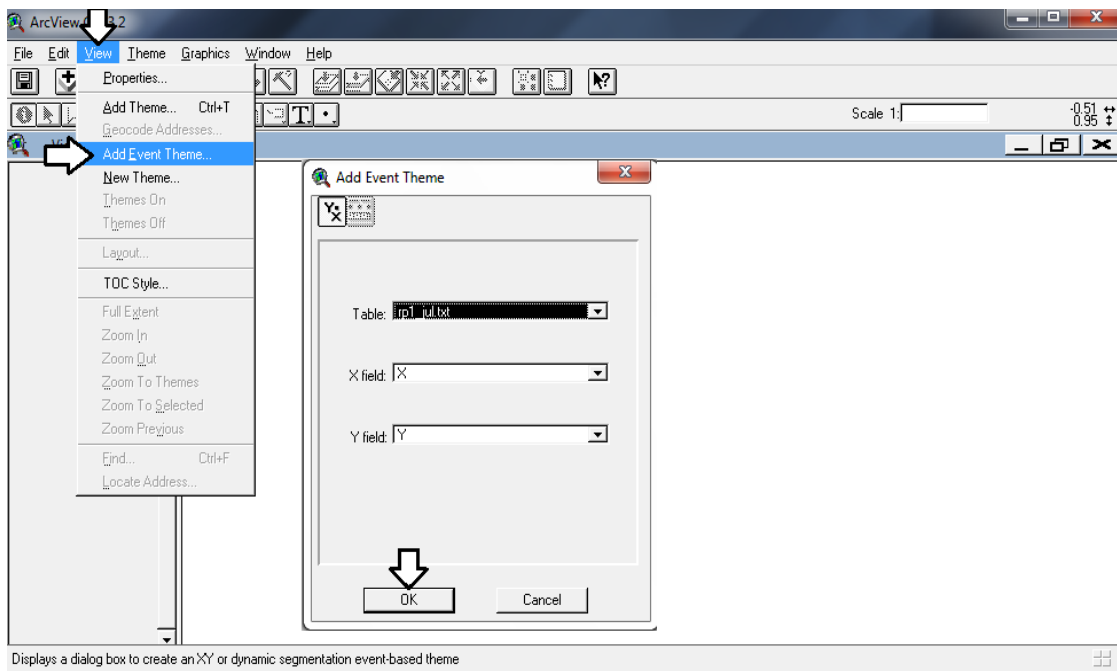 ArcView
3.2
File Edit View Theme Graphics Window Help
Properties...
Add Theme... Ctrl+T
Geocode Addresses...
Add Event Theme...
New Theme...
Themes On
Themes Off
Layout...
TOC Style...
Full Extent
Zoom In
Zoom Out
Zoom To Themes
Zoom To Selected
Zoom Previous
Find... Ctrl+F
Locate Address...
T
Scale 1:
-0.51
0.95
Add Event Theme
Y X
Table: rp1_jul.txt
X field: X
Y field: Y
OK Cancel
Displays a dialog box to create an XY or dynamic segmentation event-based theme